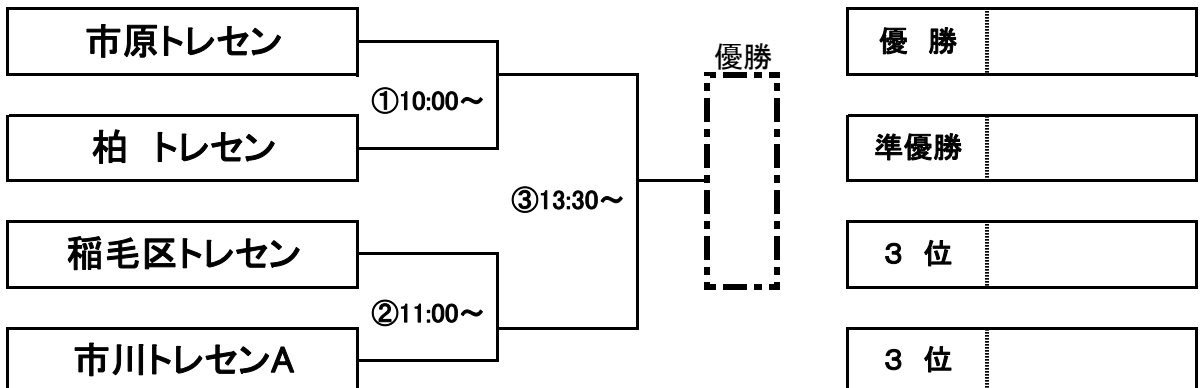 市原トレセン
柏　トレセン
稲毛区トレセン
市川トレセンA
①10:00～
②11:00～
③13:30～
優勝
優　勝
準優勝
３　位
３　位